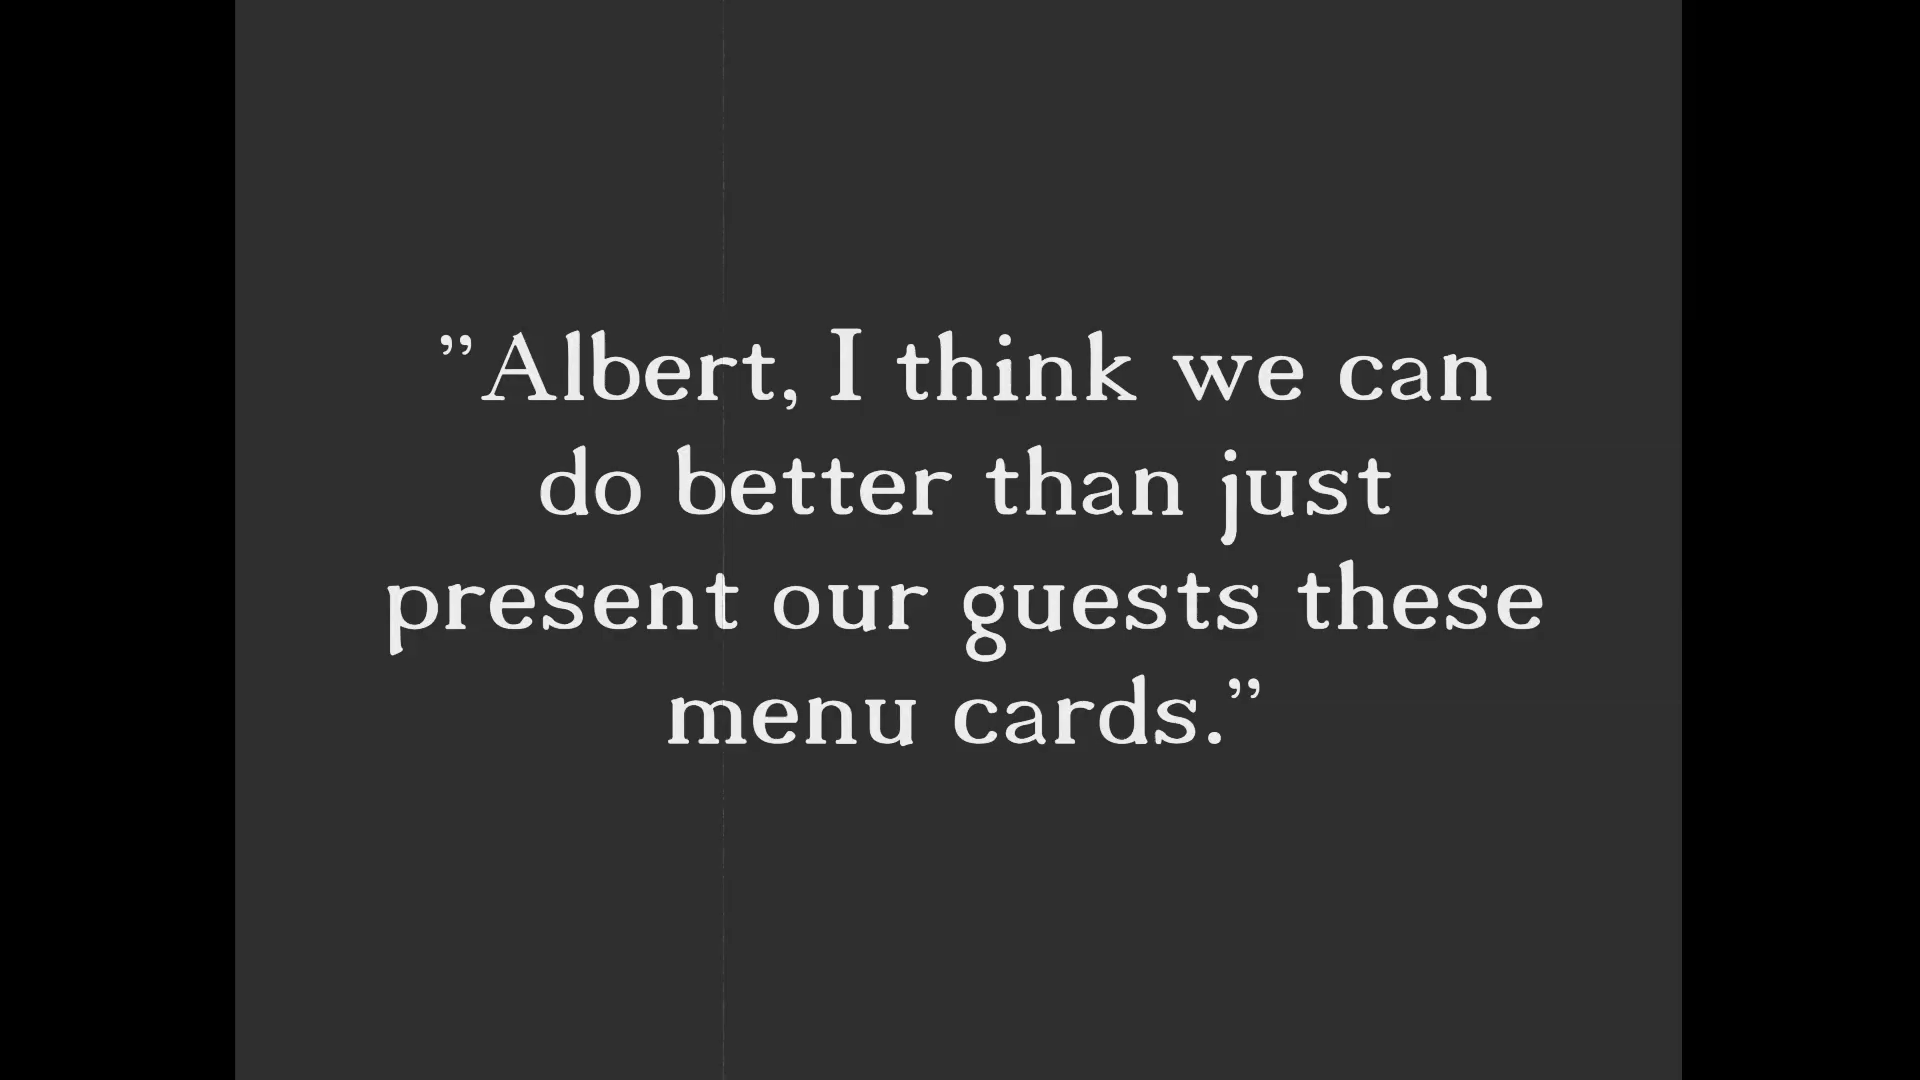 ”Albert, I think we can
do better than just
present our guests these
menu cards.”